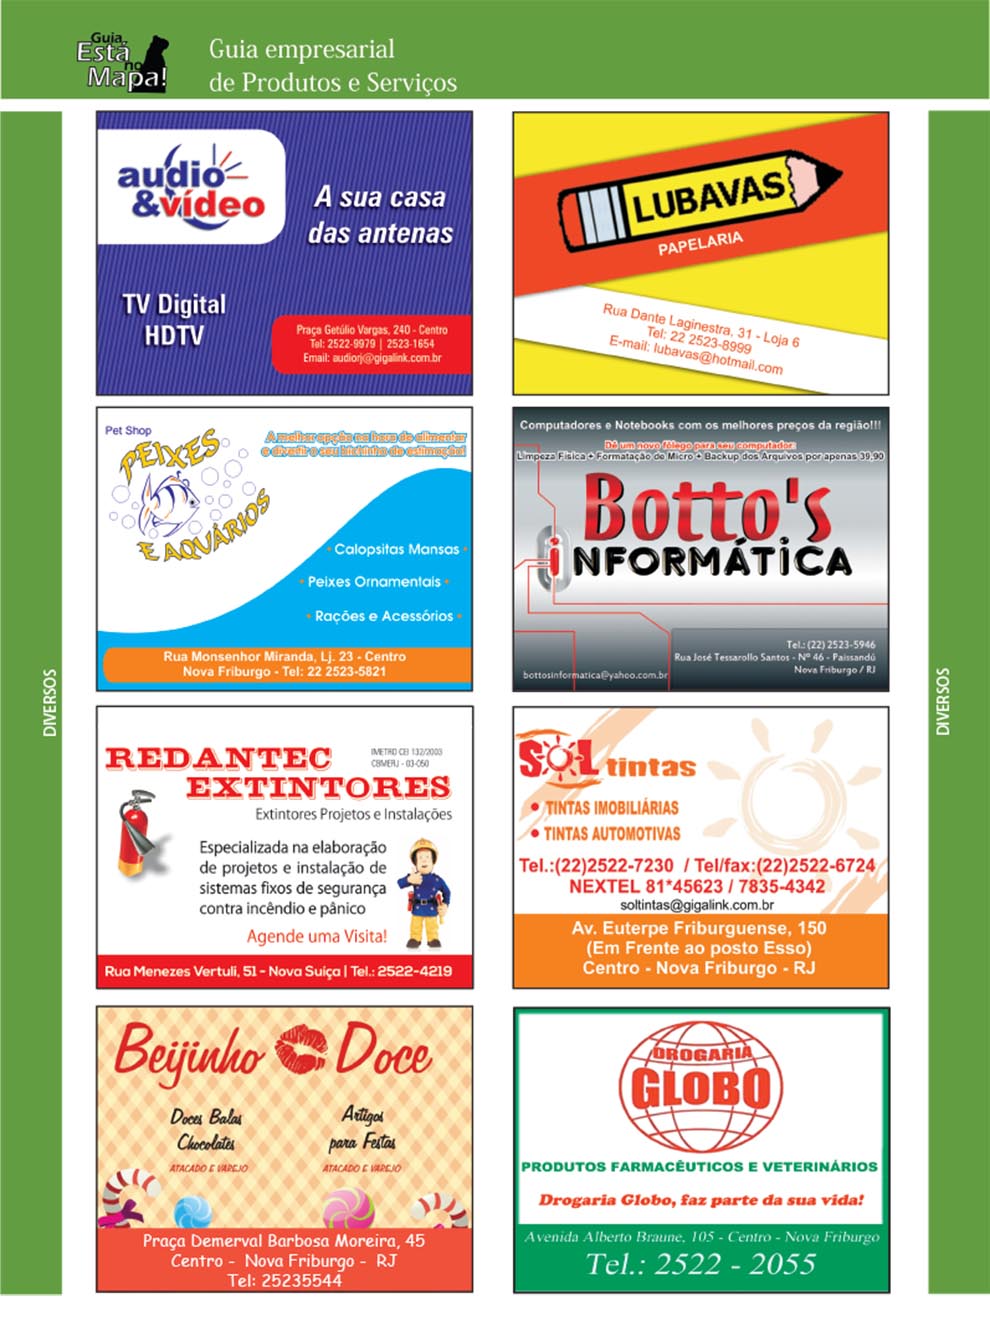 Guia
Está
no
Mapa!
Guia empresarial
de Produtos e Serviços
DIVERSOS
audio
&vídeo
A sua casa
das antenas
TV Digital
HDTV
Praça Getúlio Vargas, 240 - Centro
Tel: 2522-9979 | 2523-1654
Email: audiorj@gigalink.com.br
LUBAVAS
PAPELARIA
Rua Dante Laginestra, 31 - Loja 6
Tel: 22 2523-8999
E-mail: lubavas@hotmail.com
Pet Shop
PEIXES
E AQUÁRIOS
A melhor opção na hora de alimentar
e divertir o seu bichinho de estimação!
• Calopsitas Mansas •
• Peixes Ornamentais •
• Rações e Acessórios •
Rua Monsenhor Miranda, Lj. 23 - Centro
Nova Friburgo - Tel: 22 2523-5821
Computadores e Notebooks com os melhores preços da região!!!
Dê um novo fôlego para seu computador:
Limpeza Física + Formatação de Micro + Backup dos Arquivos por apenas 39,90
Botto's
iNFORMÁTICA
Tel.: (22) 2523-5946
Rua José Tessarollo Santos - Nº 46 - Paissandú
Nova Friburgo / RJ
bottosinformatica@yahoo.com.br
REDANTEC
EXTINTORES
IMETRO CEI 132/2003
CBMERJ - 03-050
Extintores Projetos e Instalações
Especializada na elaboração
de projetos e instalação de
sistemas fixos de segurança
contra incêndio e pânico
Agende uma Visita!
Rua Menezes Vertuli, 51 - Nova Suíça | Tel.: 2522-4219
SOL tintas
• TINTAS IMOBILIÁRIAS
• TINTAS AUTOMOTIVAS
Tel.:(22)2522-7230 / Tel/fax:(22)2522-6724
NEXTEL 81*45623 / 7835-4342
soltintas@gigalink.com.br
Av. Euterpe Friburguense, 150
(Em Frente ao posto Esso)
Centro - Nova Friburgo - RJ
Beijinho Doce
Doces Balas
Chocolates
ATACADO E VAREJO
Artigos
para Festas
ATACADO E VAREJO
Praça Demerval Barbosa Moreira, 45
Centro - Nova Friburgo - RJ
Tel: 25235544
DROGARIA
GLOBO
PRODUTOS FARMACÊUTICOS E VETERINÁRIOS
Drogaria Globo, faz parte da sua vida!
Avenida Alberto Braune, 105 - Centro - Nova Friburgo
Tel.: 2522 - 2055
DIVERSOS